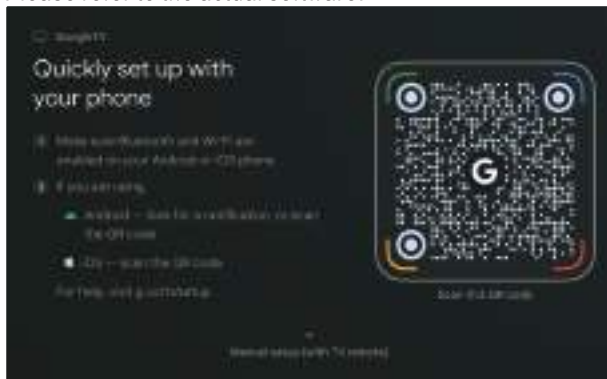 Please refer to the actual software.
Google TV
Quickly set up with
your phone
Make sure Bluetooth and Wi-Fi are
enabled on your Android or iOS phone
If you are using
Android — look for a notification, or scan
the QR code
iOS — scan the QR code
For help, visit
G
Scan this QR code
Manual setup (with TV remote)